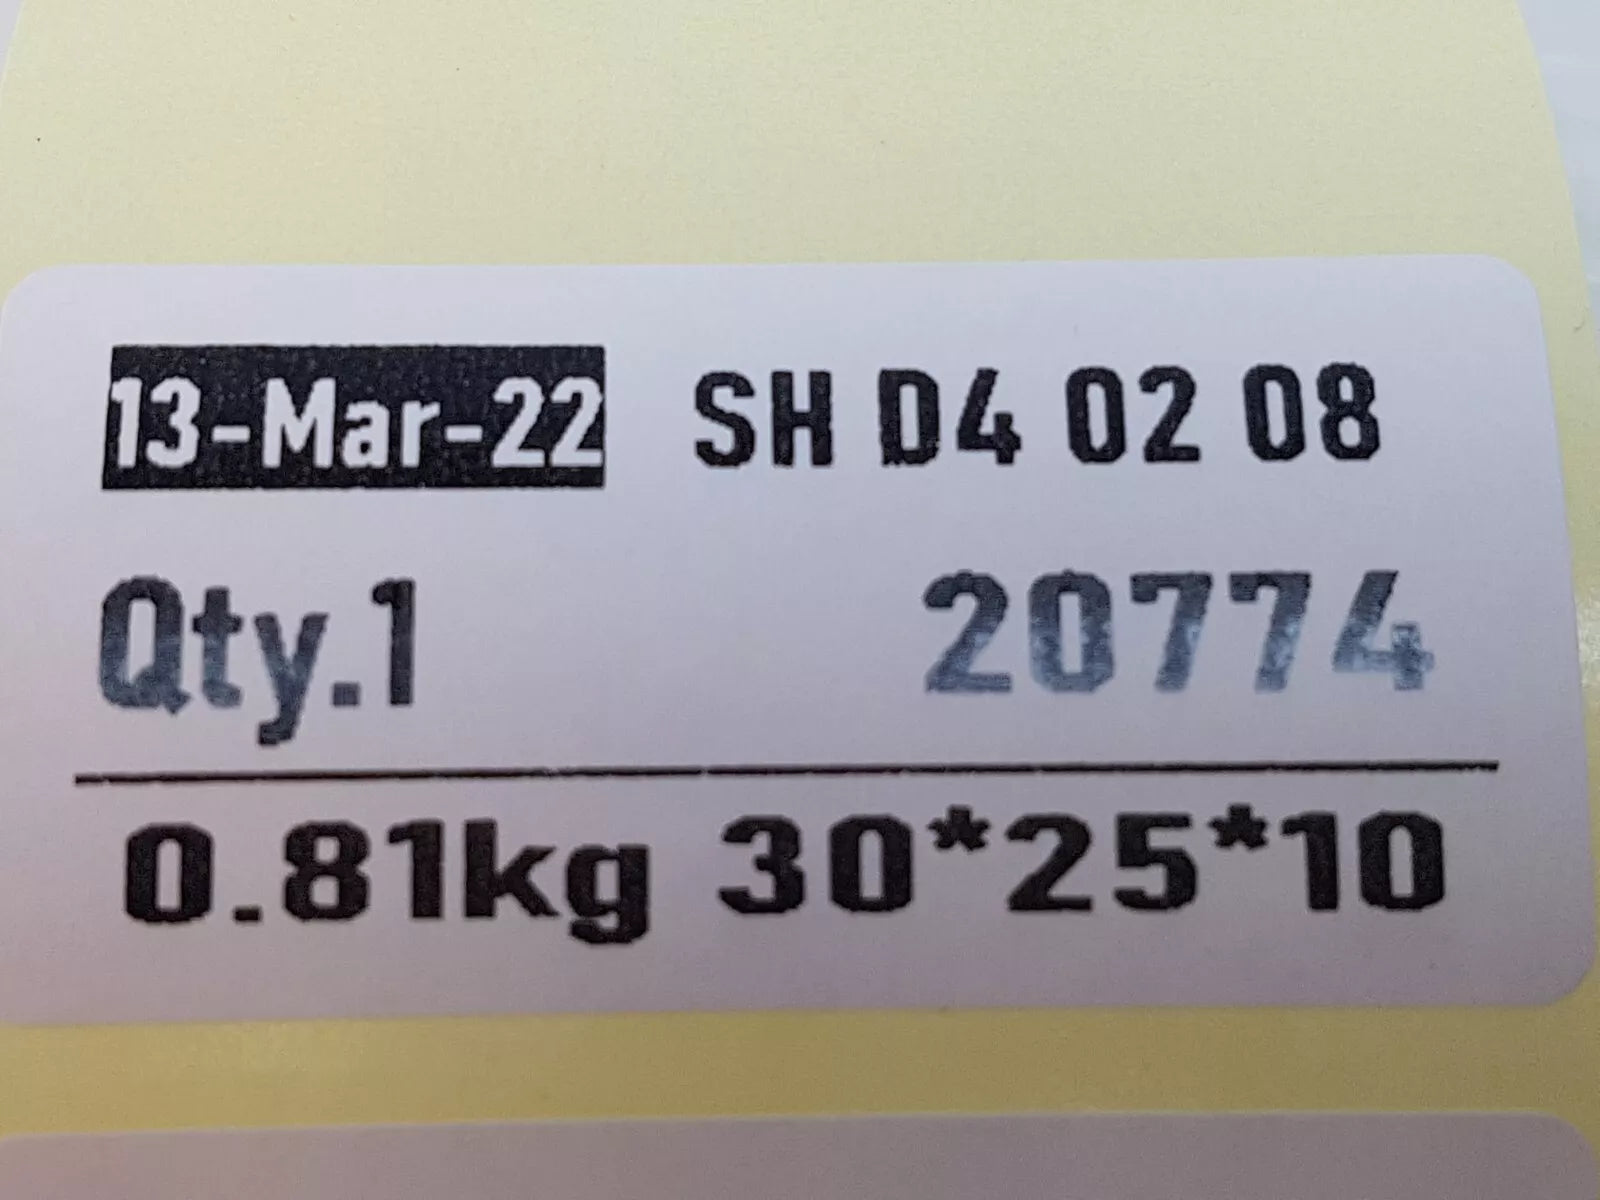 13-Mar-22 SH D4 02 08
Qty.1 20774
0.81kg 30*25*10